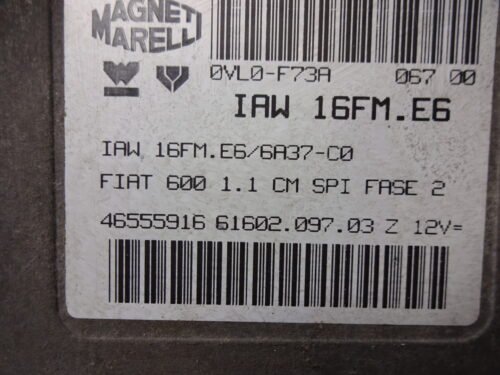 MAGNETI
MARELLI
0VL0-F73A 067 00
IAW 16FM.E6
IAW 16FM.E6/6A37-C0
FIAT 600 1.1 CM SPI FASE 2
46555916 61602.097.03 Z 12V=